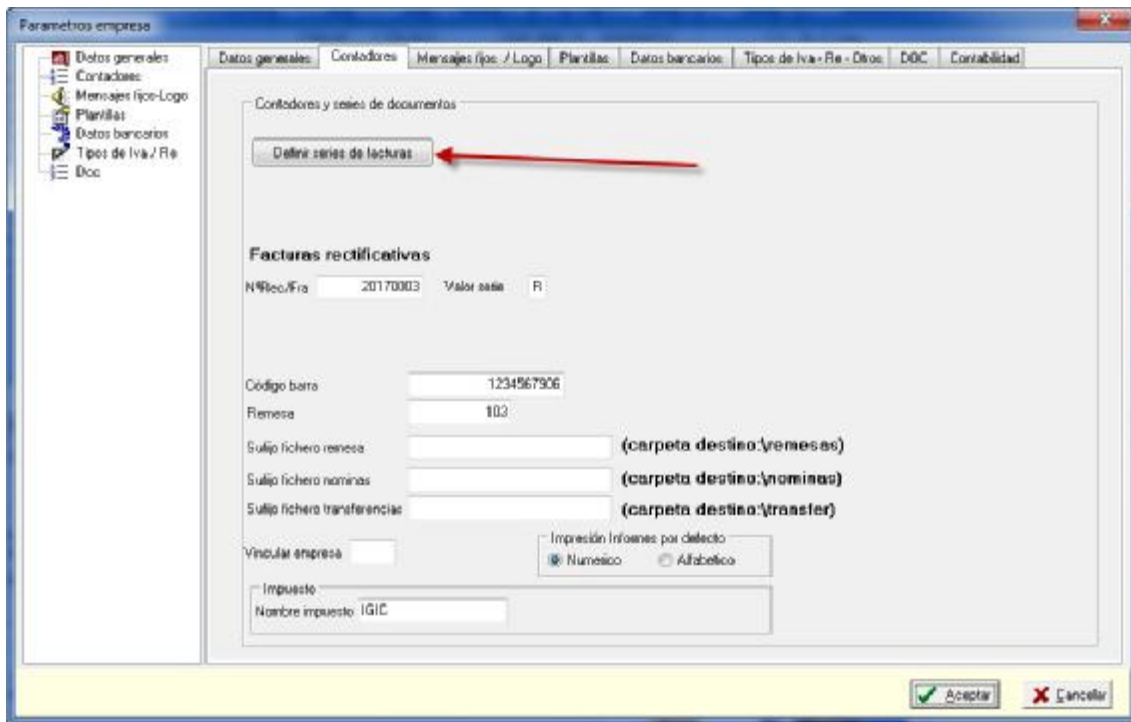 Parametros empresa
Datos generales
Contadores
Mensajes fijos-Logo
Plantillas
Datos bancarios
Tipos de Iva./ Re
Doc
Datos generales Contadores Mensajes fijos ./ Logo Plantillas Datos bancarios Tipos de Iva - Re - Otros DOC Contabilidad
Contadores y series de documentos
Definir series de facturas
Facturas rectificativas
NºRec/Fra 20170003 Valor serie R
Código barra 1234567906
Remesa 103
Sufijo fichero remesa (carpeta destino:\remesas)
Sufijo fichero nominas (carpeta destino:\nominas)
Sufijo fichero transferencias (carpeta destino:\transfer)
Vincular empresa
Impresión Informes por defecto
Numerico Alfabetico
Impuesto
Nombre impuesto IGIC
Aceptar Cancelar